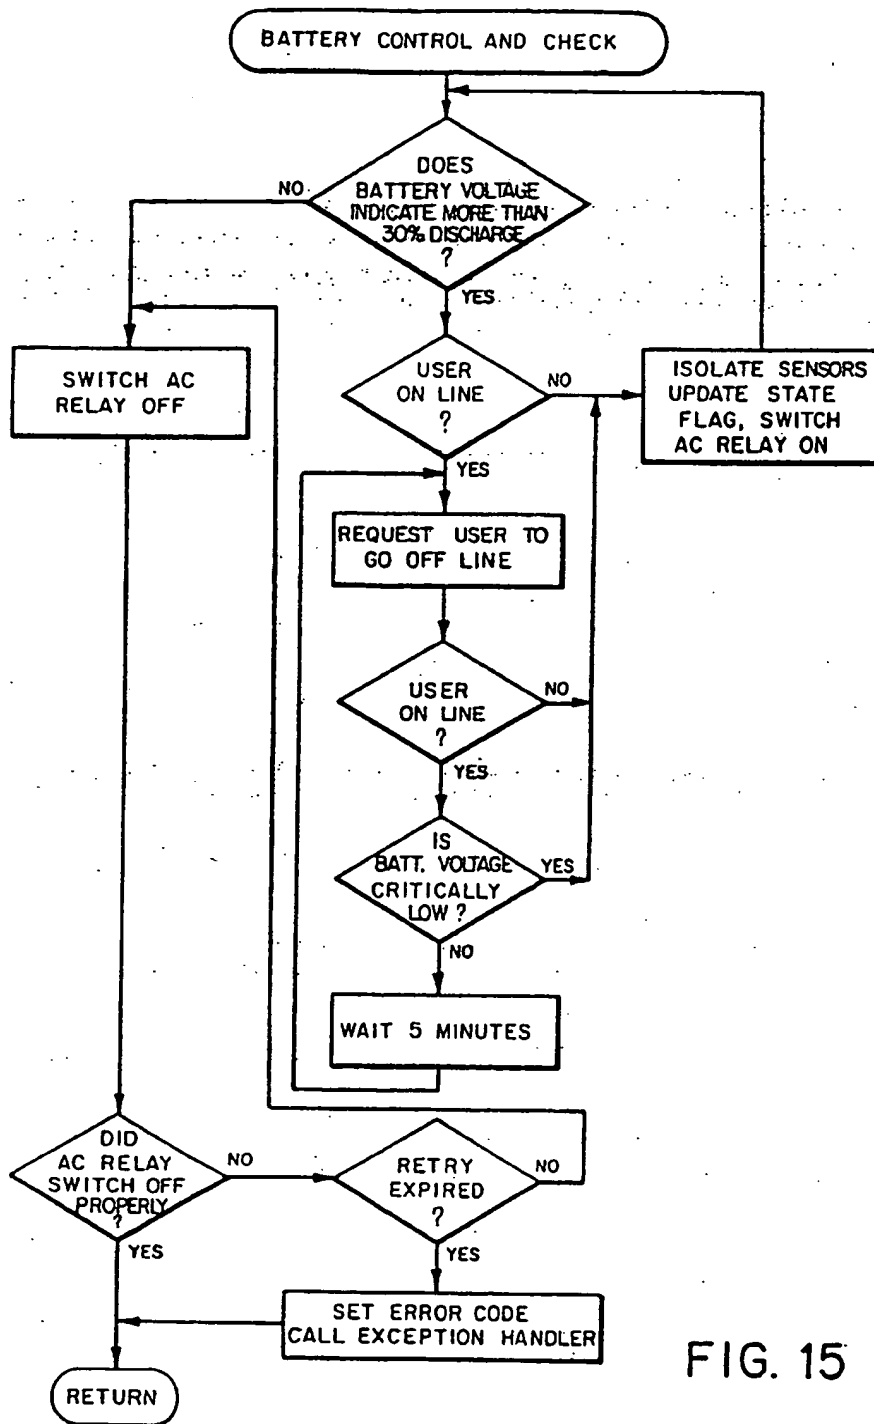 BATTERY CONTROL AND CHECK
DOES
BATTERY VOLTAGE
INDICATE MORE THAN
30% DISCHARGE
?
NO
YES
SWITCH AC
RELAY OFF
USER
ON LINE
?
NO
YES
ISOLATE SENSORS
UPDATE STATE
FLAG, SWITCH
AC RELAY ON
REQUEST USER TO
GO OFF LINE
USER
ON LINE
?
NO
YES
IS
BATT. VOLTAGE
CRITICALLY
LOW ?
YES
NO
WAIT 5 MINUTES
DID
AC RELAY
SWITCH OFF
PROPERLY
?
NO
YES
RETRY
EXPIRED
?
NO
YES
SET ERROR CODE
CALL EXCEPTION HANDLER
RETURN
FIG. 15